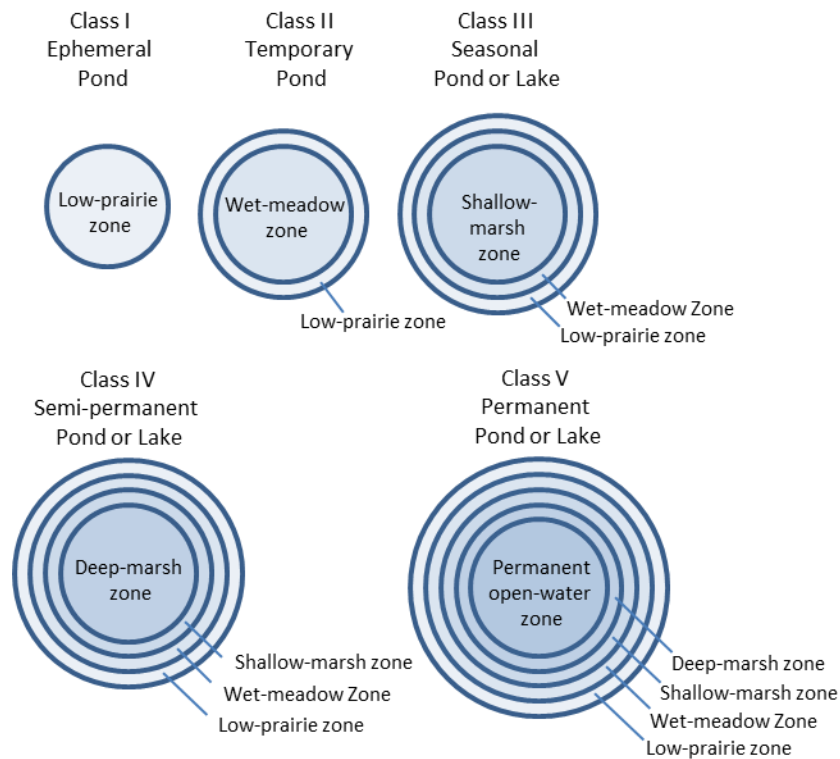 Class I
Ephemeral
Pond
Class II
Temporary
Pond
Class III
Seasonal
Pond or Lake
Low-prairie
zone
Wet-meadow
zone
Low-prairie zone
Shallow-
marsh
zone
Wet-meadow Zone
Low-prairie zone
Class IV
Semi-permanent
Pond or Lake
Deep-marsh
zone
Shallow-marsh zone
Wet-meadow Zone
Low-prairie zone
Class V
Permanent
Pond or Lake
Permanent
open-water
zone
Deep-marsh zone
Shallow-marsh zone
Wet-meadow Zone
Low-prairie zone